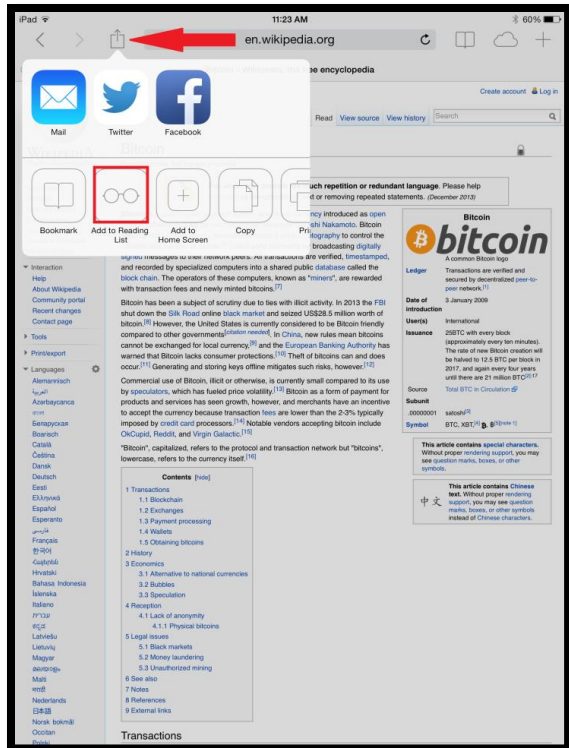 iPad
11:23 AM
60%
en.wikipedia.org
ee encyclopedia
Create account Log in
Mail
Twitter
Facebook
Read View source View history Search
Bitcoin
Bookmark
Add to Reading List
Add to Home Screen
Copy
Pri
uch repetition or redundant language. Please help
d or removing repeated statements. (December 2013)
ncy introduced as open
shi Nakamoto. Bitcoin
tography to control the
broadcasting digitally
signed messages to their network peers. All transactions are verified, timestamped,
and recorded by specialized computers into a shared public database called the
block chain. The operators of these computers, known as "miners", are rewarded
with transaction fees and newly minted bitcoins.[7]
Bitcoin has been a subject of scrutiny due to ties with illicit activity. In 2013 the FBI
shut down the Silk Road online black market and seized US$28.5 million worth of
bitcoin.[8] However, the United States is currently considered to be Bitcoin friendly
compared to other governments[citation needed]. In China, new rules mean bitcoins
cannot be exchanged for local currency,[9] and the European Banking Authority has
warned that Bitcoin lacks consumer protections.[10] Theft of bitcoins can and does
occur.[11] Generating and storing keys offline mitigates such risks, however.[12]
Commercial use of Bitcoin, illicit or otherwise, is currently small compared to its use
by speculators, which has fueled price volatility.[13] Bitcoin as a form of payment for
products and services has seen growth, however, and merchants have an incentive
to accept the currency because transaction fees are lower than the 2-3% typically
imposed by credit card processors.[14] Notable vendors accepting bitcoin include
OkCupid, Reddit, and Virgin Galactic.[15]
"Bitcoin", capitalized, refers to the protocol and transaction network but "bitcoins",
lowercase, refers to the currency itself.[16]
Contents [hide]
1 Transactions
1.1 Blockchain
1.2 Exchanges
1.3 Payment processing
1.4 Wallets
1.5 Obtaining bitcoins
2 History
3 Economics
3.1 Alternative to national currencies
3.2 Bubbles
3.3 Speculation
4 Reception
4.1 Lack of anonymity
4.1.1 Physical bitcoins
5 Legal issues
5.1 Black markets
5.2 Money laundering
5.3 Unauthorized mining
6 See also
7 Notes
8 References
9 External links
Transactions
Bitcoin
bitcoin
A common Bitcoin logo
Ledger Transactions are verified and
secured by decentralized peer-to-
peer network.[1]
Date of introduction 3 January 2009
User(s) International
Issuance 25BTC with every block
(approximately every ten minutes).
The rate of new Bitcoin creation will
be halved to 12.5 BTC per block in
2017, and again every four years
until there are 21 million BTC[2]:17
Source Total BTC in Circulation
Subunit
.00000001 satoshi[3]
Symbol BTC, XBT,[4]
This article contains special characters.
Without proper rendering support, you may
see question marks, boxes, or other
symbols.
中文
This article contains Chinese
text. Without proper rendering
support, you may see question
marks, boxes, or other symbols
instead of Chinese characters.
Interaction
Help
About Wikipedia
Community portal
Recent changes
Contact page
Tools
Print/export
Languages
Alemannisch
العربية
Azərbaycanca
বাংলা
Беларуская
Boarisch
Català
Čeština
Dansk
Deutsch
Eesti
Ελληνικά
Español
Esperanto
فارسی
Français
한국어
Հայերեն
Hrvatski
Bahasa Indonesia
Íslenska
Italiano
עברית
ಕನ್ನಡ
Latviešu
Lietuvių
Magyar
മലയാളം
Malti
मराठी
Nederlands
日本語
Norsk bokmål
Occitan
Polski